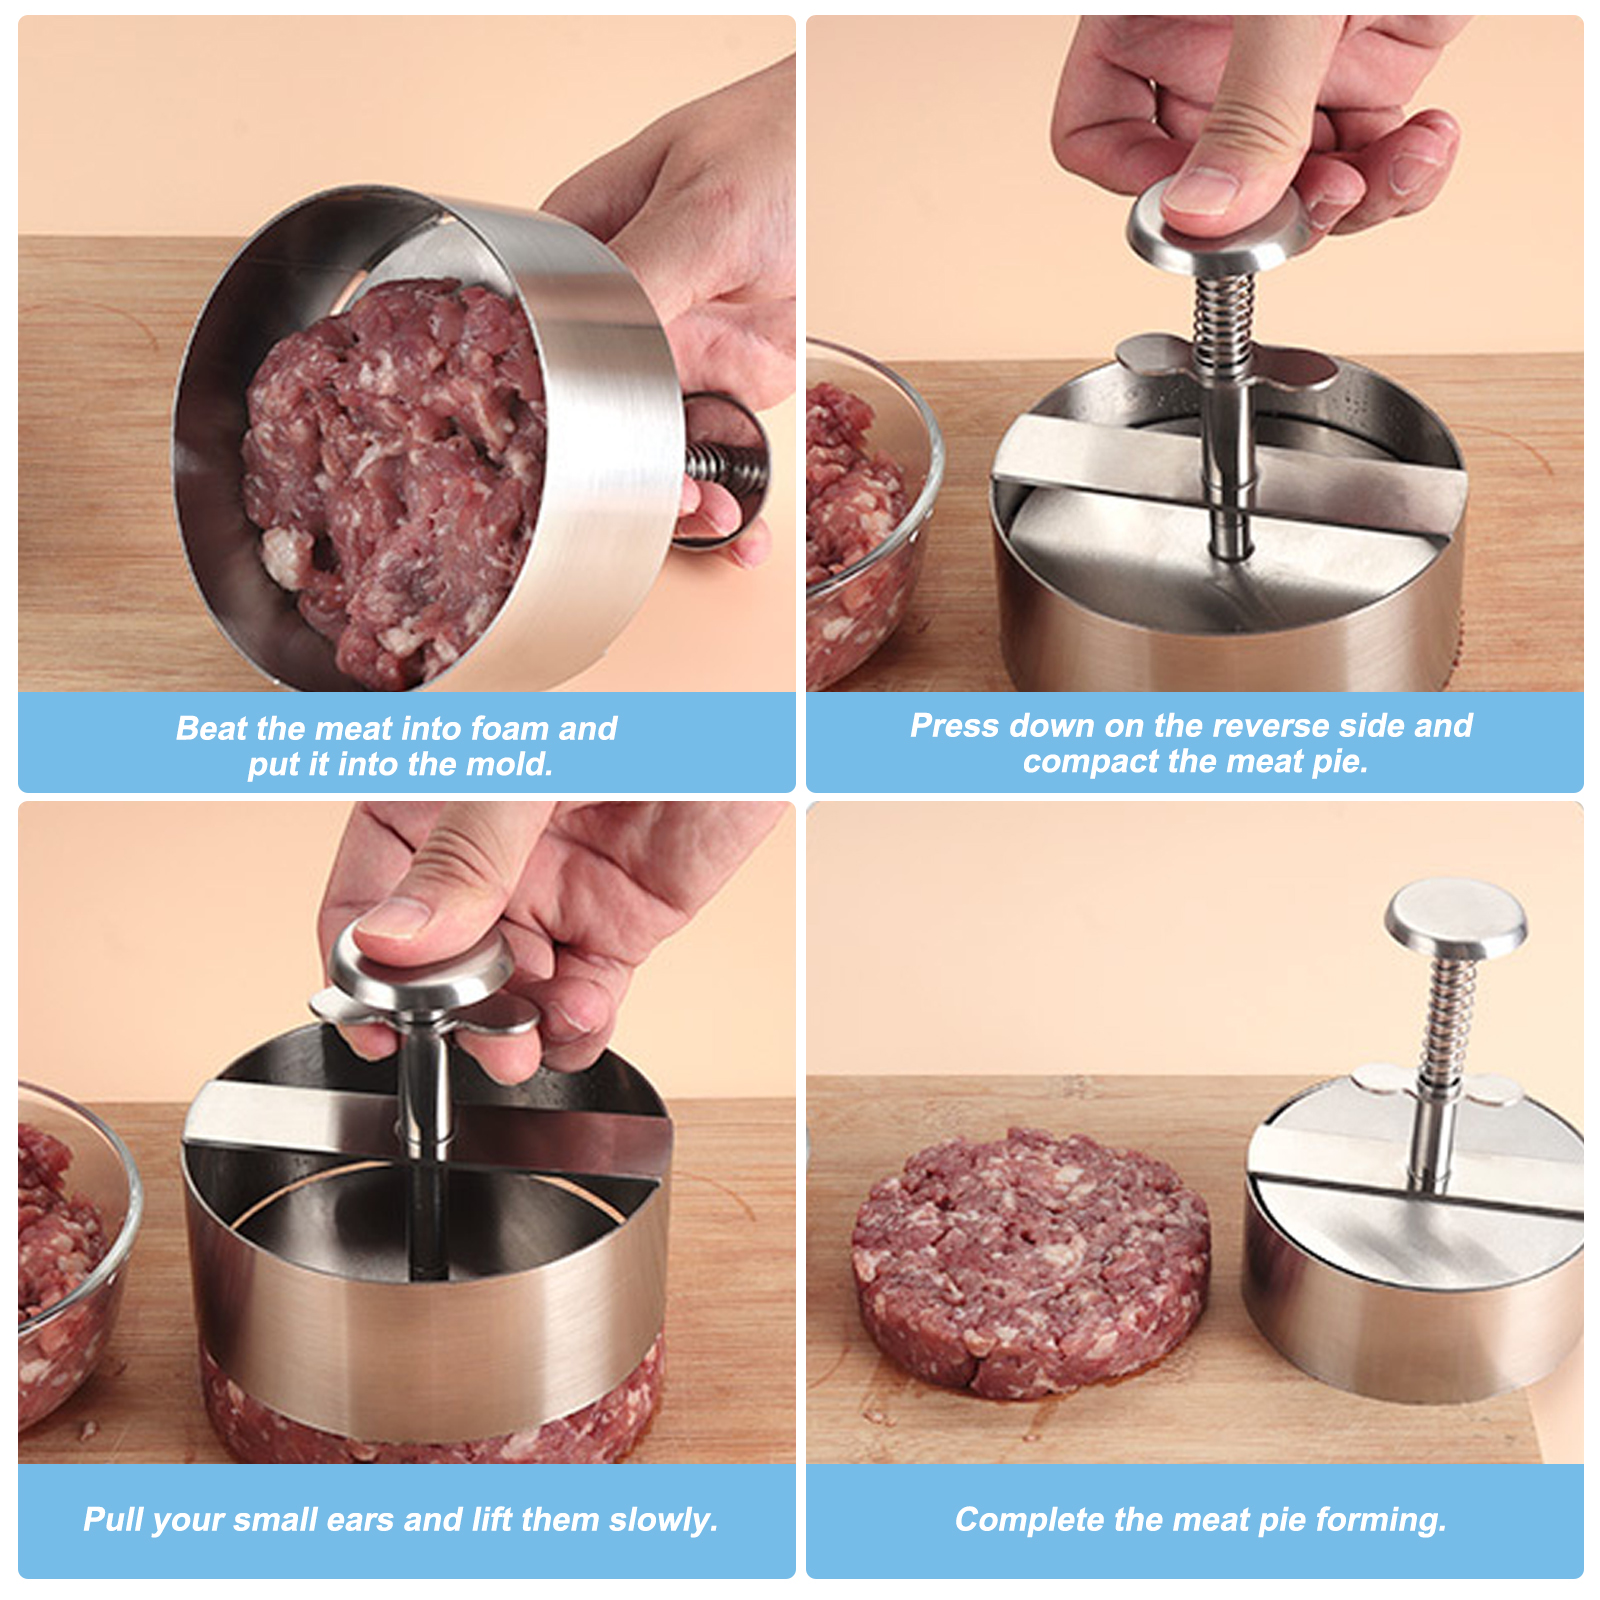 Beat the meat into foam and
put it into the mold.
Press down on the reverse side and
compact the meat pie.
Pull your small ears and lift them slowly.
Complete the meat pie forming.